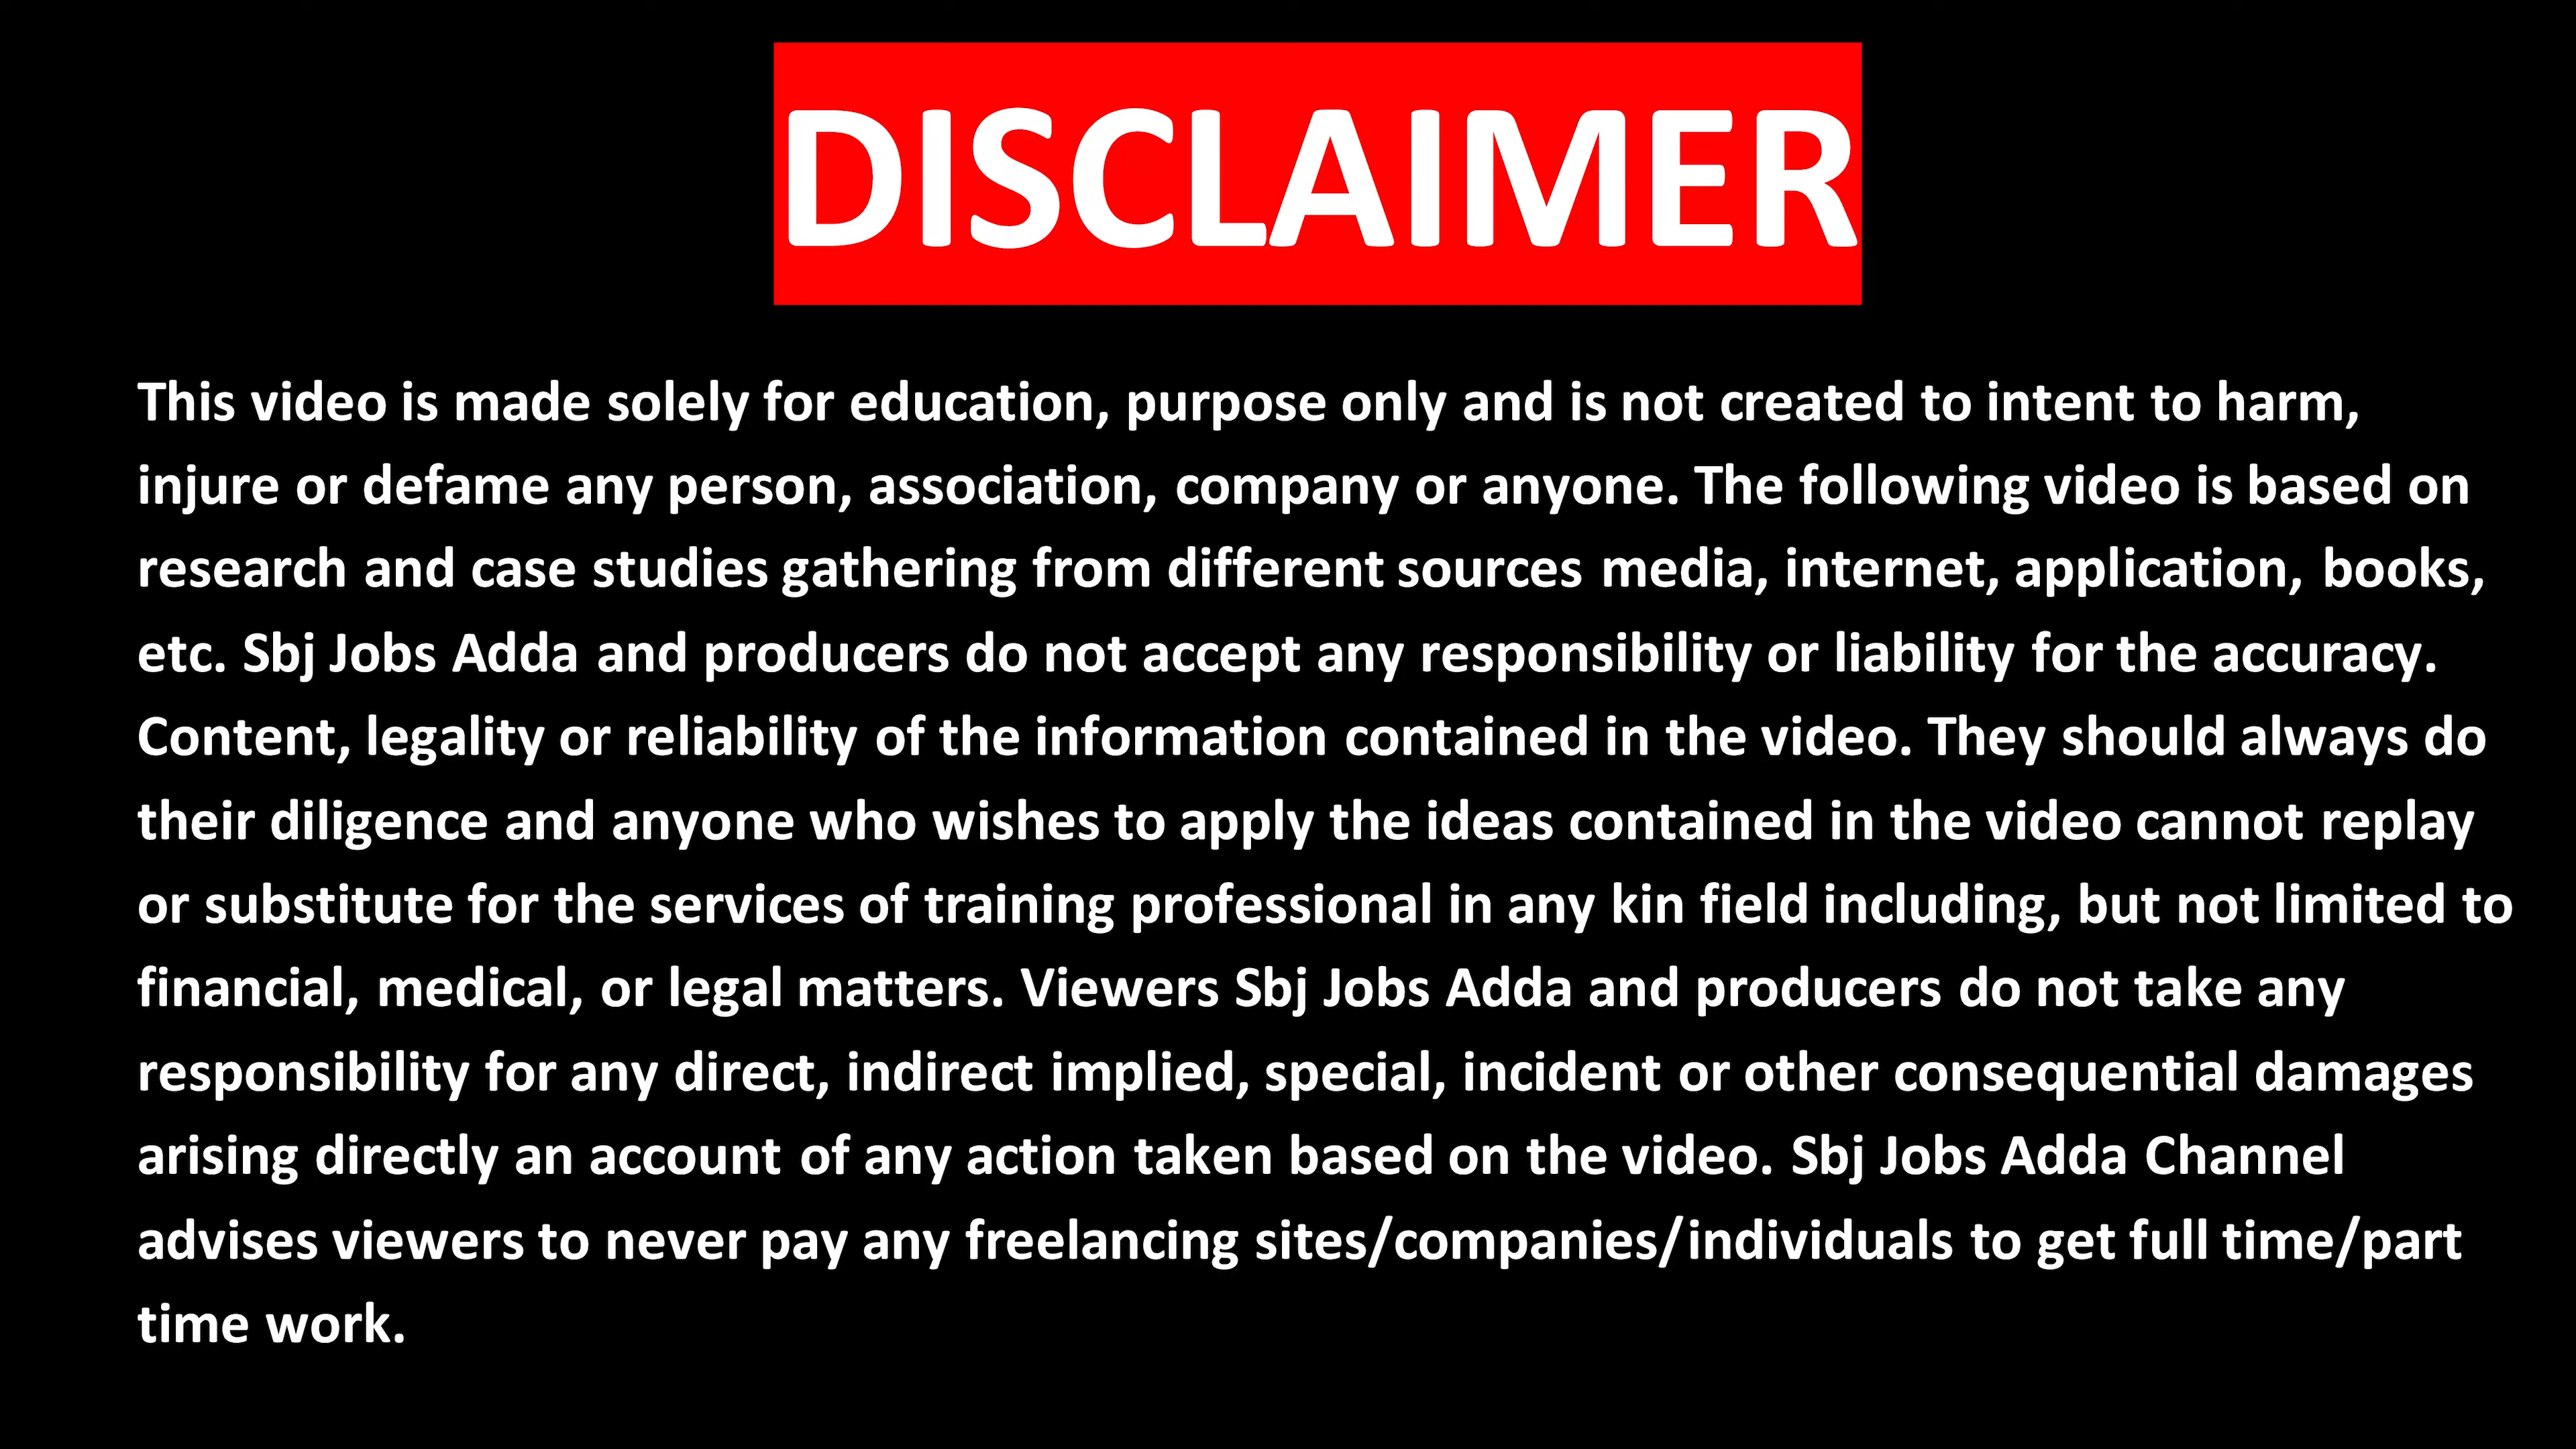 DISCLAIMER
This video is made solely for education, purpose only and is not created to intent to harm,
injure or defame any person, association, company or anyone. The following video is based on
research and case studies gathering from different sources media, internet, application, books,
etc. Sbj Jobs Adda and producers do not accept any responsibility or liability for the accuracy.
Content, legality or reliability of the information contained in the video. They should always do
their diligence and anyone who wishes to apply the ideas contained in the video cannot replay
or substitute for the services of training professional in any kin field including, but not limited to
financial, medical, or legal matters. Viewers Sbj Jobs Adda and producers do not take any
responsibility for any direct, indirect implied, special, incident or other consequential damages
arising directly an account of any action taken based on the video. Sbj Jobs Adda Channel
advises viewers to never pay any freelancing sites/companies/individuals to get full time/part
time work.